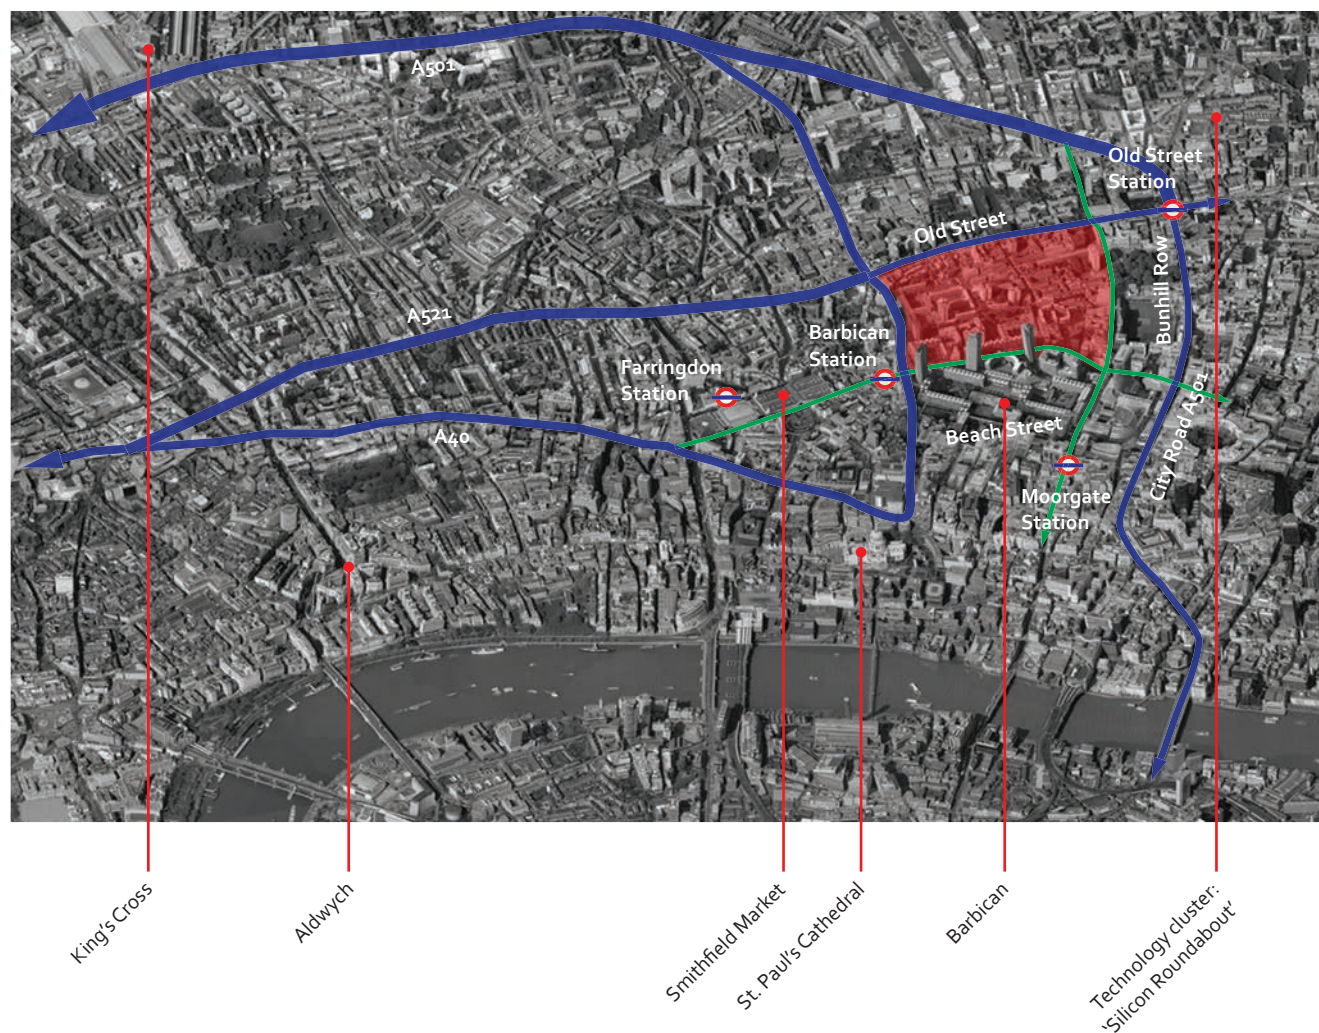 A501
Old Street
Station
Old Street
Bunhill Row
A521
Barbican
Station
Farringdon
Station
A40
Beach Street
City Road A501
Moorgate
Station
King's Cross
Aldwych
Smithfield Market
St. Paul's Cathedral
Barbican
Technology cluster:
'Silicon Roundabout'